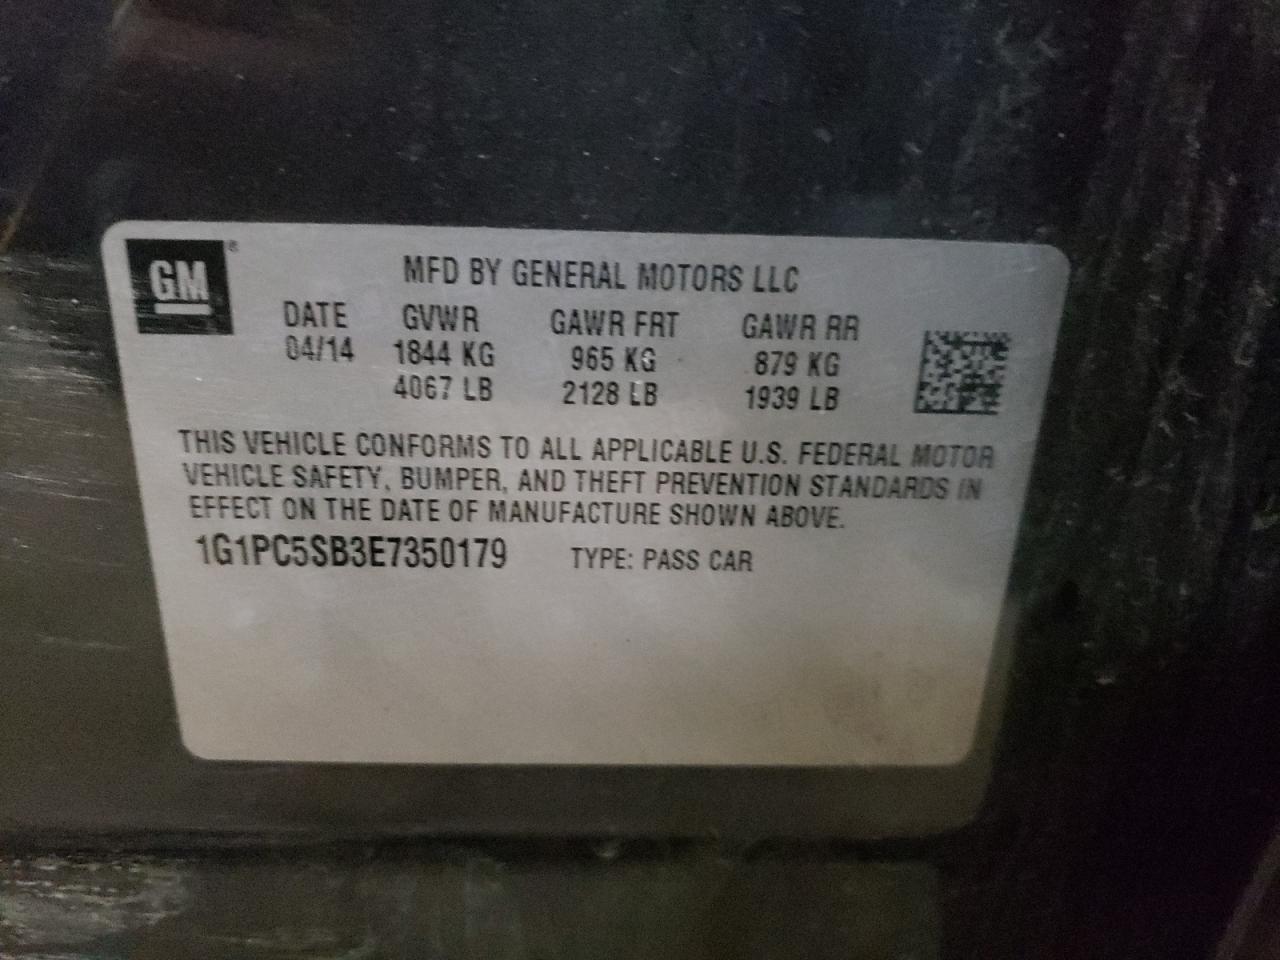 GM ®
MFD BY GENERAL MOTORS LLC
DATE GVWR GAWR FRT GAWR RR
04/14 1844 KG 965 KG 879 KG
4067 LB 2128 LB 1939 LB
THIS VEHICLE CONFORMS TO ALL APPLICABLE U.S. FEDERAL MOTOR
VEHICLE SAFETY, BUMPER, AND THEFT PREVENTION STANDARDS IN
EFFECT ON THE DATE OF MANUFACTURE SHOWN ABOVE.
1G1PC5SB3E7350179 TYPE: PASS CAR